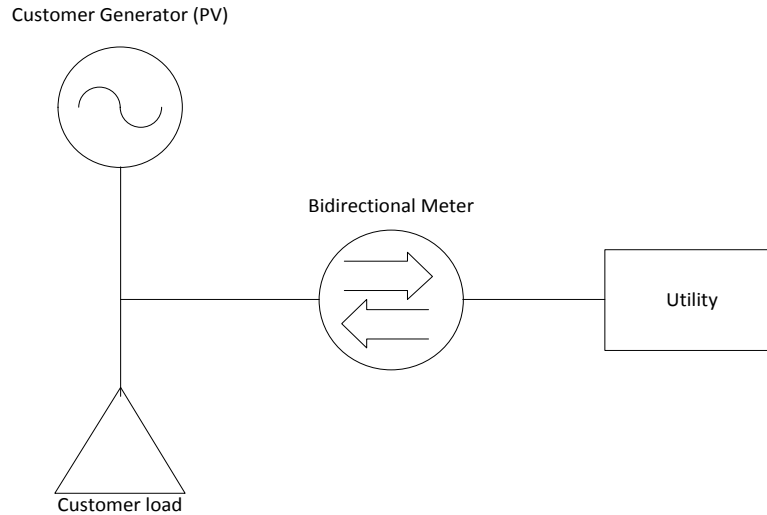 Customer Generator (PV)
Bidirectional Meter
Utility
Customer load